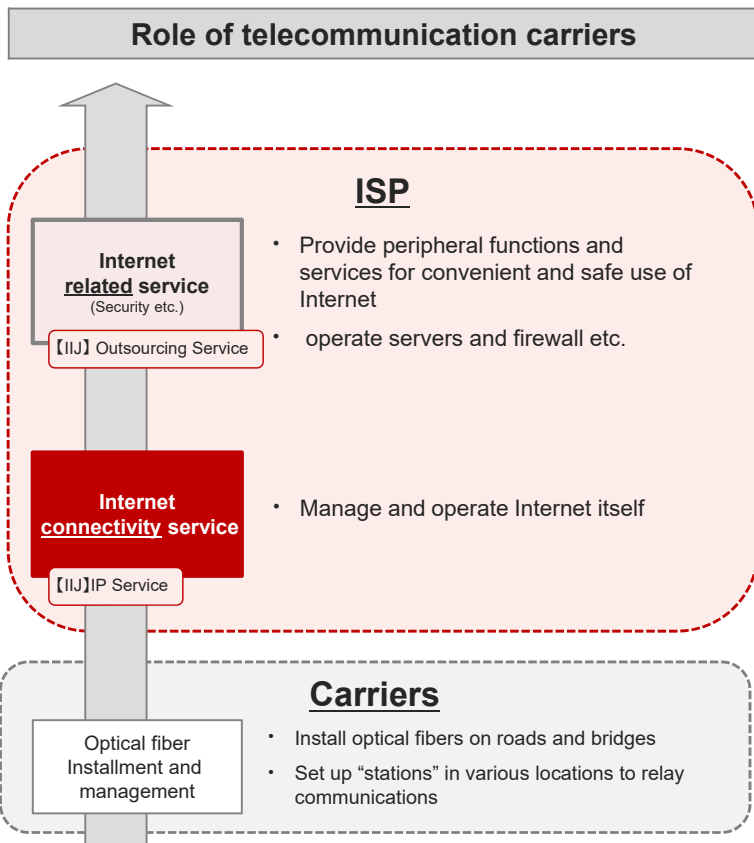 Role of telecommunication carriers
ISP
Internet
related service
(Security etc.)
【IIJ】Outsourcing Service
・ Provide peripheral functions and
services for convenient and safe use of
Internet
・ operate servers and firewall etc.
Internet
connectivity service
【IIJ】IP Service
・ Manage and operate Internet itself
Carriers
Optical fiber
Installment and
management
・ Install optical fibers on roads and bridges
・ Set up “stations” in various locations to relay
communications